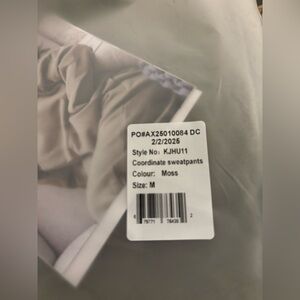 PO#AX25010084 DC
2/2/2025
Style No: KJHU11
Coordinate sweatpants
Colour: Moss
Size: M